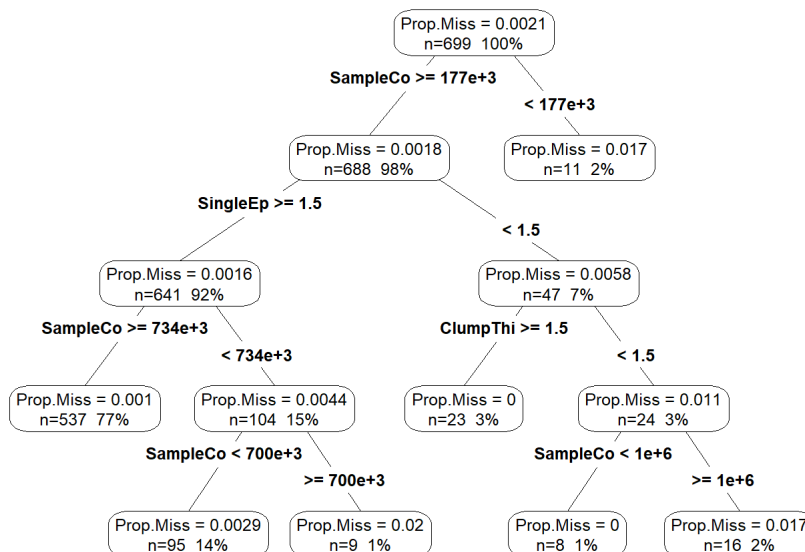 Prop.Miss = 0.0021
n=699 100%
SampleCo >= 177e+3
< 177e+3
Prop.Miss = 0.0018
n=688 98%
Prop.Miss = 0.017
n=11 2%
SingleEp >= 1.5
< 1.5
Prop.Miss = 0.0016
n=641 92%
Prop.Miss = 0.0058
n=47 7%
SampleCo >= 734e+3
< 734e+3
ClumpThi >= 1.5
< 1.5
Prop.Miss = 0.001
n=537 77%
Prop.Miss = 0.0044
n=104 15%
Prop.Miss = 0
n=23 3%
Prop.Miss = 0.011
n=24 3%
SampleCo < 700e+3
>= 700e+3
SampleCo < 1e+6
>= 1e+6
Prop.Miss = 0.0029
n=95 14%
Prop.Miss = 0.02
n=9 1%
Prop.Miss = 0
n=8 1%
Prop.Miss = 0.017
n=16 2%